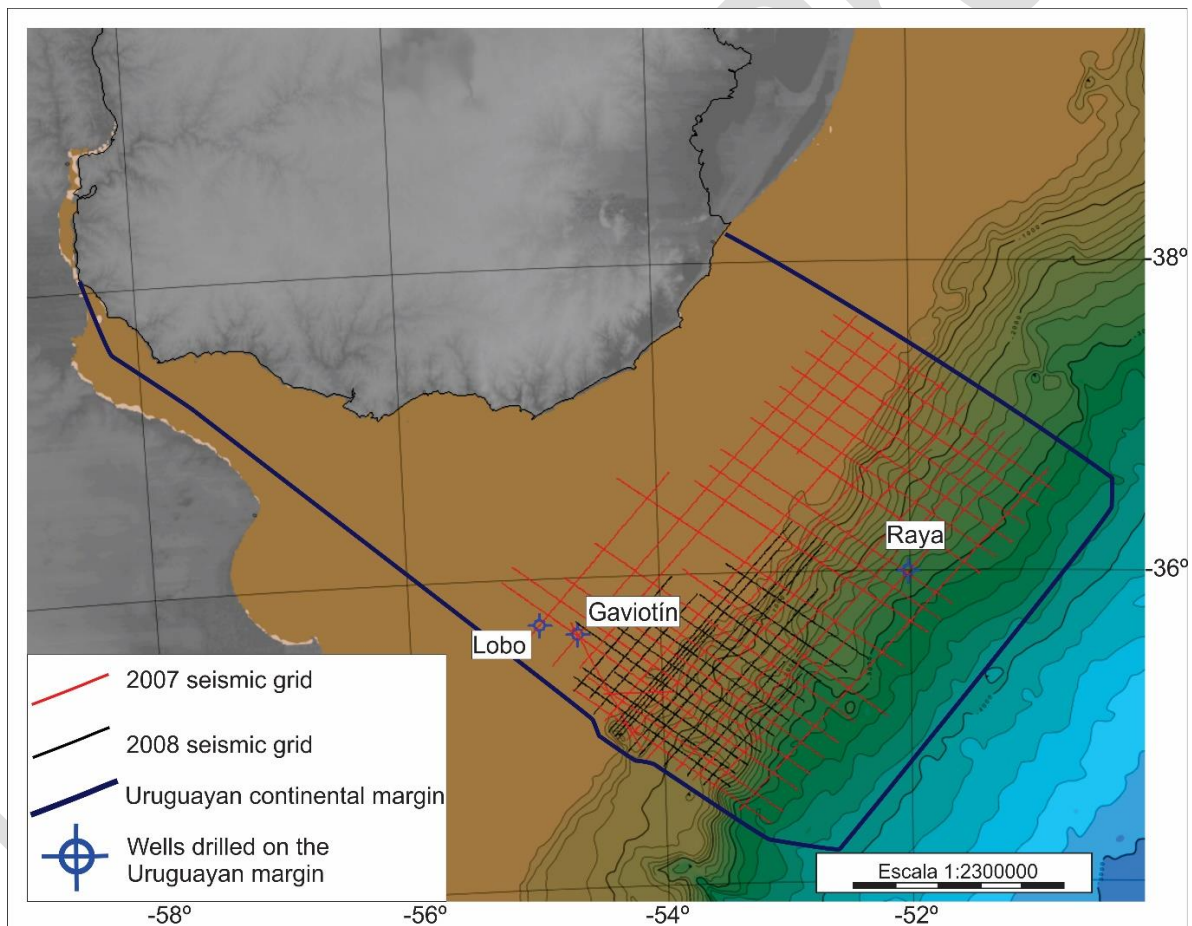 -38º
Raya
-36º
Gaviotín
Lobo
2007 seismic grid
2008 seismic grid
Uruguayan continental margin
Wells drilled on the
Uruguayan margin
Escala 1:2300000
-58º
-56º
-54º
-52º